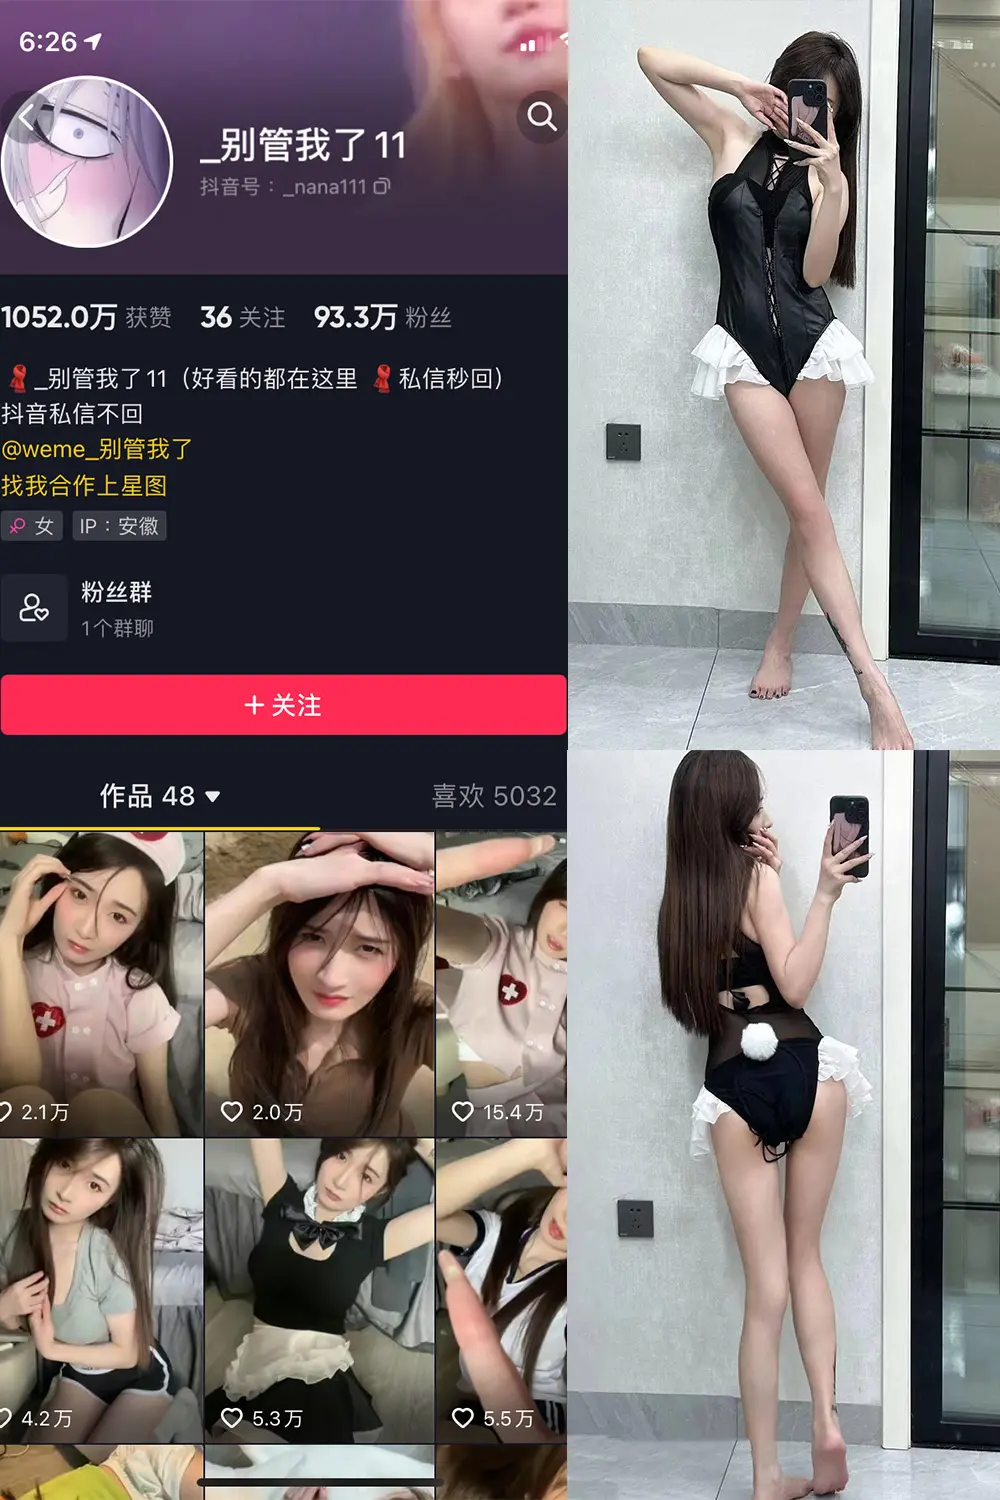 6:26
_别管我了 11
抖音号：_nana111
1052.0万 获赞 36 关注 93.3万 粉丝
_别管我了 11（好看的都在这里 私信秒回）
抖音私信不回
@weme_别管我了
找我合作上星图
女 IP：安徽
粉丝群
1个群聊
+ 关注
作品 48 喜欢 5032
2.1万 2.0万 15.4万
4.2万 5.3万 5.5万